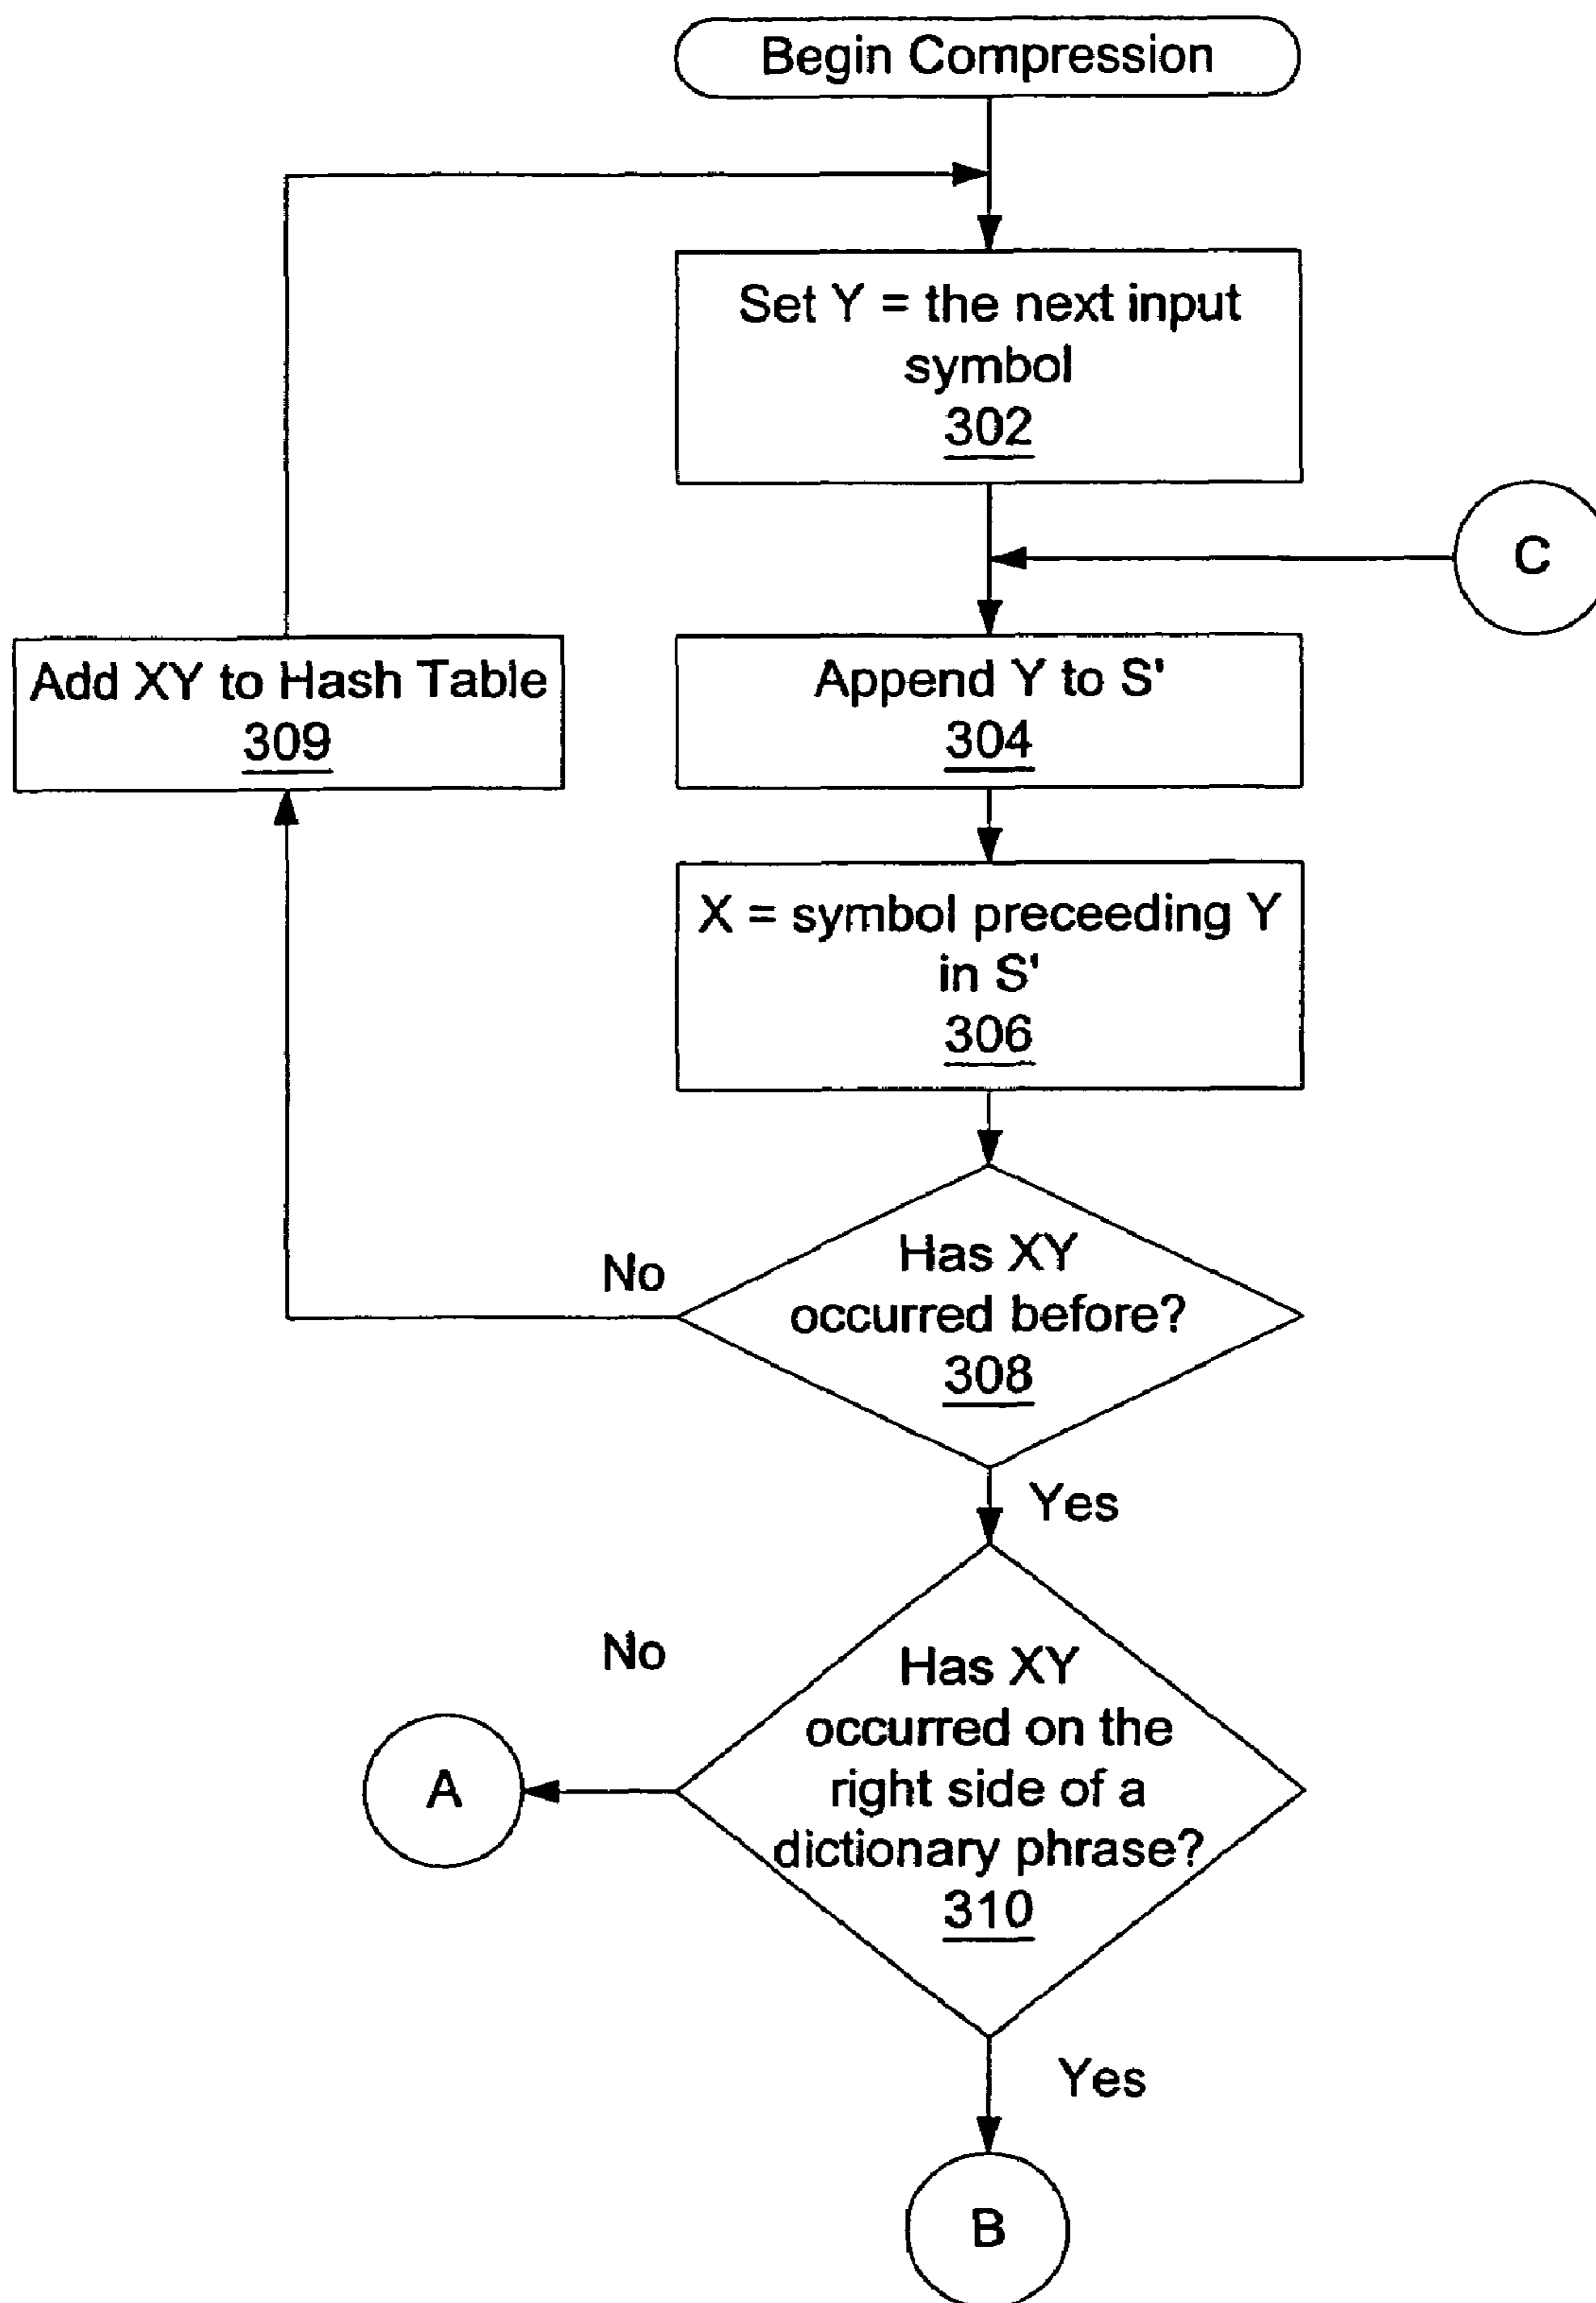 Begin Compression
Set Y = the next input
symbol
302
C
Add XY to Hash Table
309
Append Y to S'
304
X = symbol preceeding Y
in S'
306
No
Has XY
occurred before?
308
Yes
No
Has XY
occurred on the
right side of a
dictionary phrase?
310
A
Yes
B